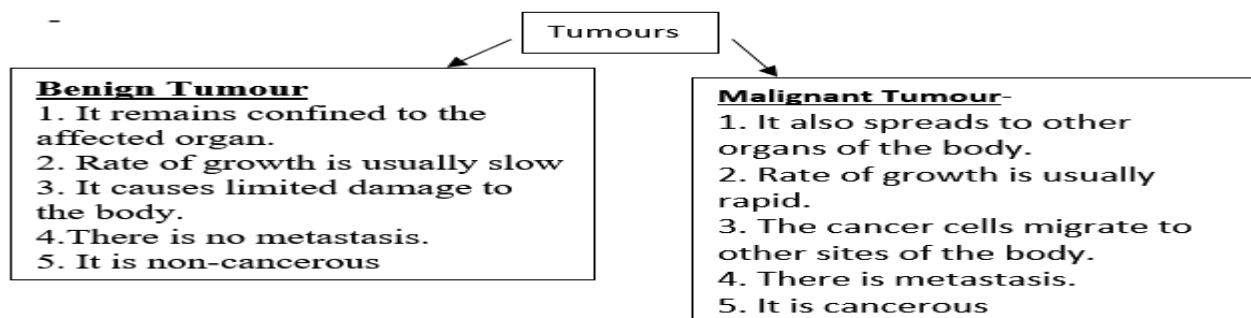 -
Tumours
Benign Tumour
1. It remains confined to the
affected organ.
2. Rate of growth is usually slow
3. It causes limited damage to
the body.
4.There is no metastasis.
5. It is non-cancerous
Malignant Tumour-
1. It also spreads to other
organs of the body.
2. Rate of growth is usually
rapid.
3. The cancer cells migrate to
other sites of the body.
4. There is metastasis.
5. It is cancerous